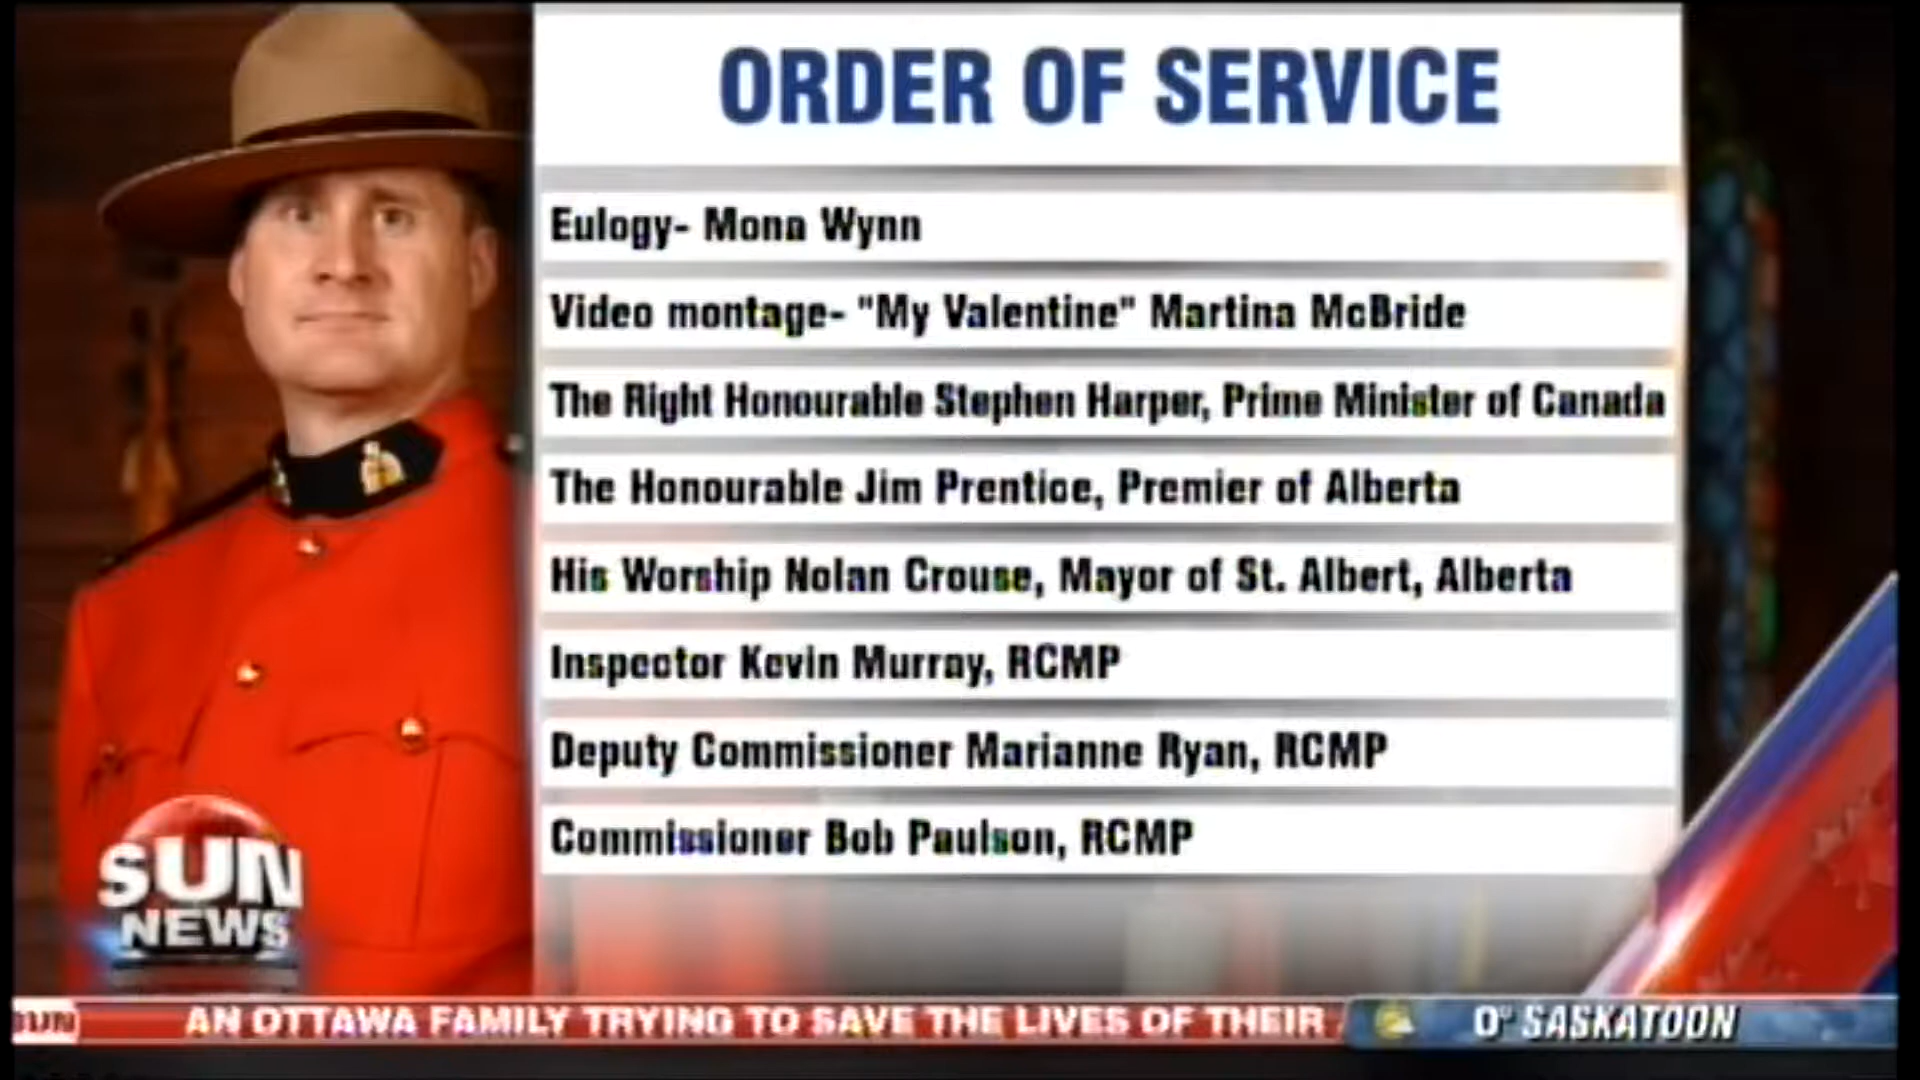 ORDER OF SERVICE
Eulogy- Mona Wynn
Video montage- "My Valentine" Martina McBride
The Right Honourable Stephen Harper, Prime Minister of Canada
The Honourable Jim Prentice, Premier of Alberta
His Worship Nolan Crouse, Mayor of St. Albert, Alberta
Inspector Kevin Murray, RCMP
Deputy Commissioner Marianne Ryan, RCMP
Commissioner Bob Paulson, RCMP
SUN
NEWS
SUN AN OTTAWA FAMILY TRYING TO SAVE THE LIVES OF THEIR 0° SASKATOON